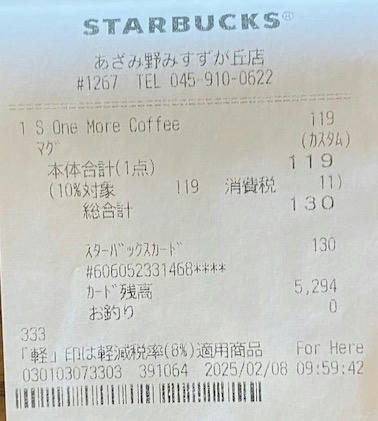 STARBUCKS®
あざみ野みすずが丘店
#1267 TEL 045-910-0622
1 S One More Coffee 119
マグ (カスタム)
本体合計(1点) 119
(10%対象 119 消費税 11)
総合計 130
スターバックスカード 130
#606052331468****
カード残高 5,294
お釣り 0
333
「軽」印は軽減税率(8%)適用商品 For Here
030103073303 391064 2025/02/08 09:59:42